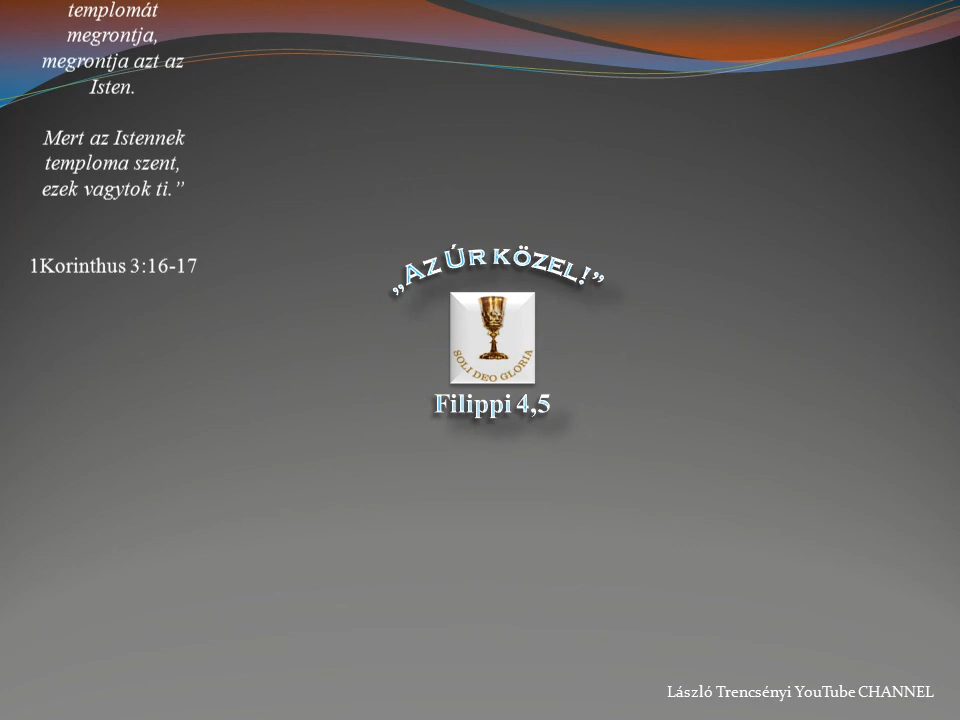 templomát
megrontja,
megrontja azt az
Isten.
Mert az Istennek
temploma szent,
ezek vagytok ti.”
1Korinthus 3:16-17
„Az Úr közel!”
SOLI DEO GLORIA
Filippi 4,5
László Trencsényi YouTube CHANNEL